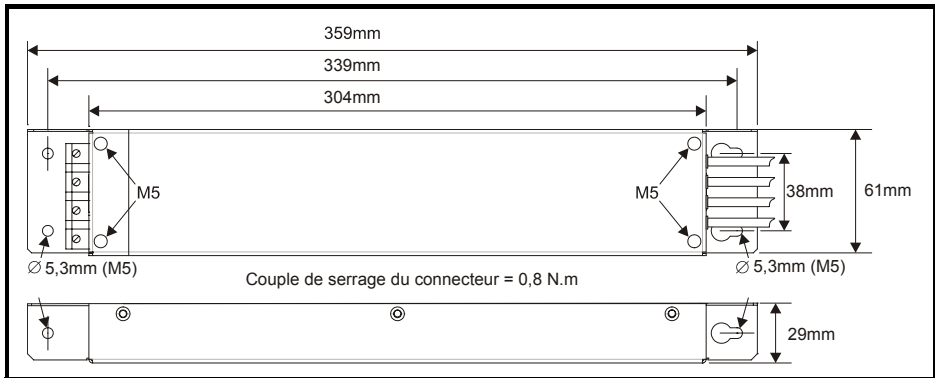 359mm
339mm
304mm
M5
M5
38mm
61mm
∅ 5,3mm (M5)
∅ 5,3mm (M5)
Couple de serrage du connecteur = 0,8 N.m
29mm